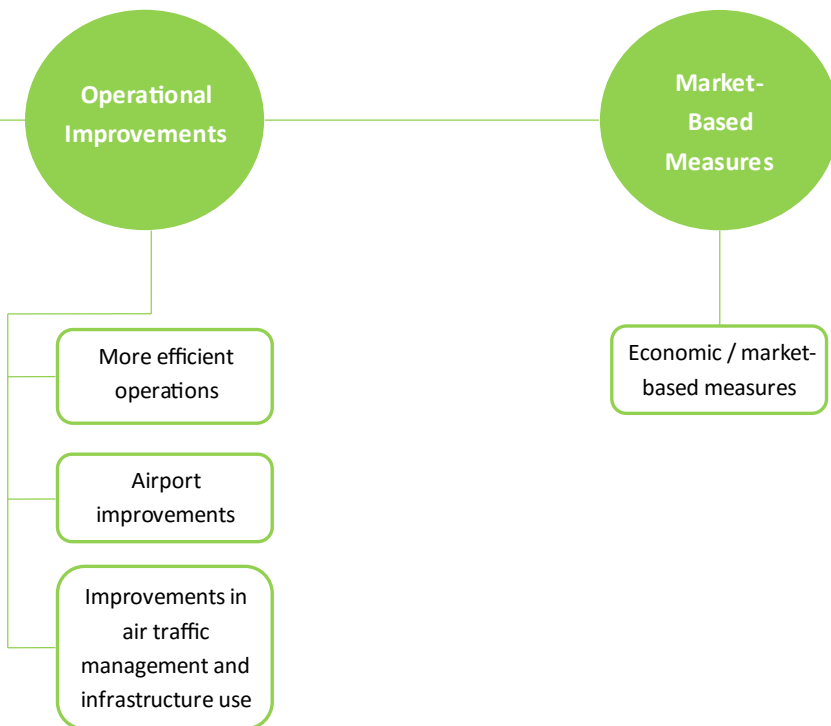 Operational
Improvements
Market-
Based
Measures
More efficient
operations
Economic / market-
based measures
Airport
improvements
Improvements in
air traffic
management and
infrastructure use